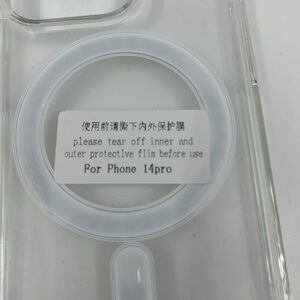 使用前请撕下内外保护膜
please tear off inner and
outer protective flim before use
For Phone 14pro